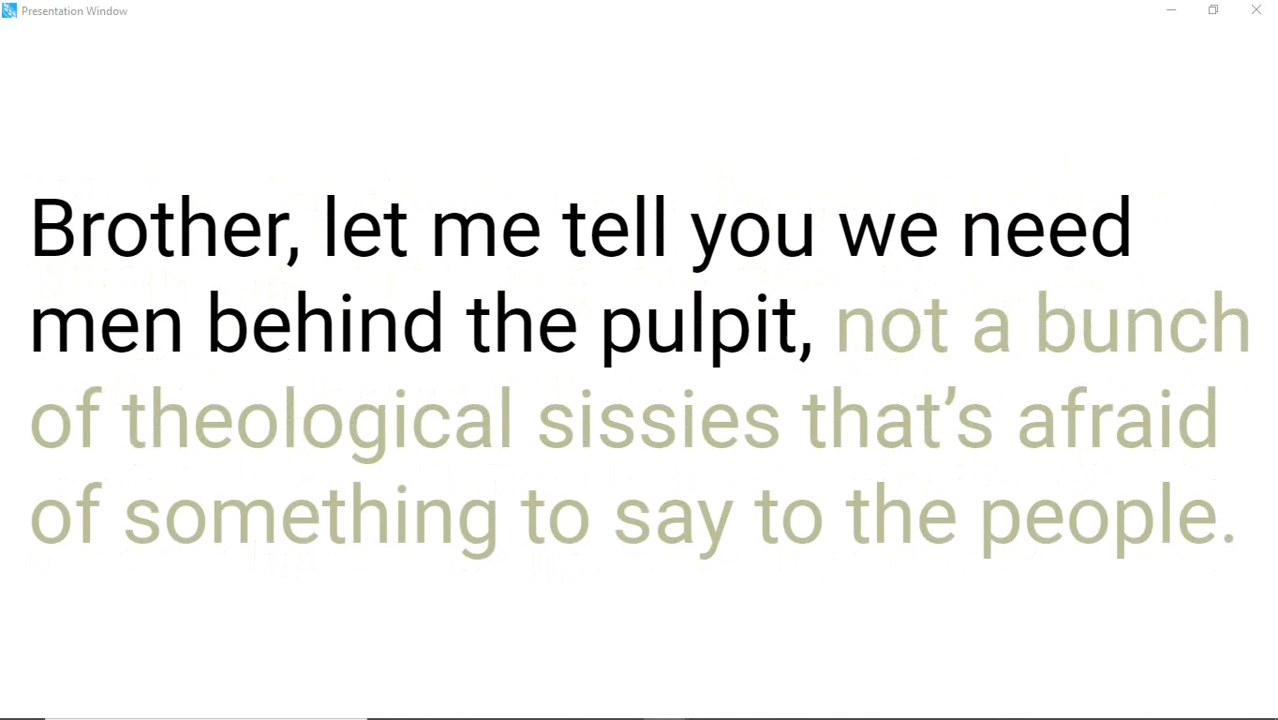 Presentation Window
Brother, let me tell you we need
men behind the pulpit, not a bunch
of theological sissies that’s afraid
of something to say to the people.